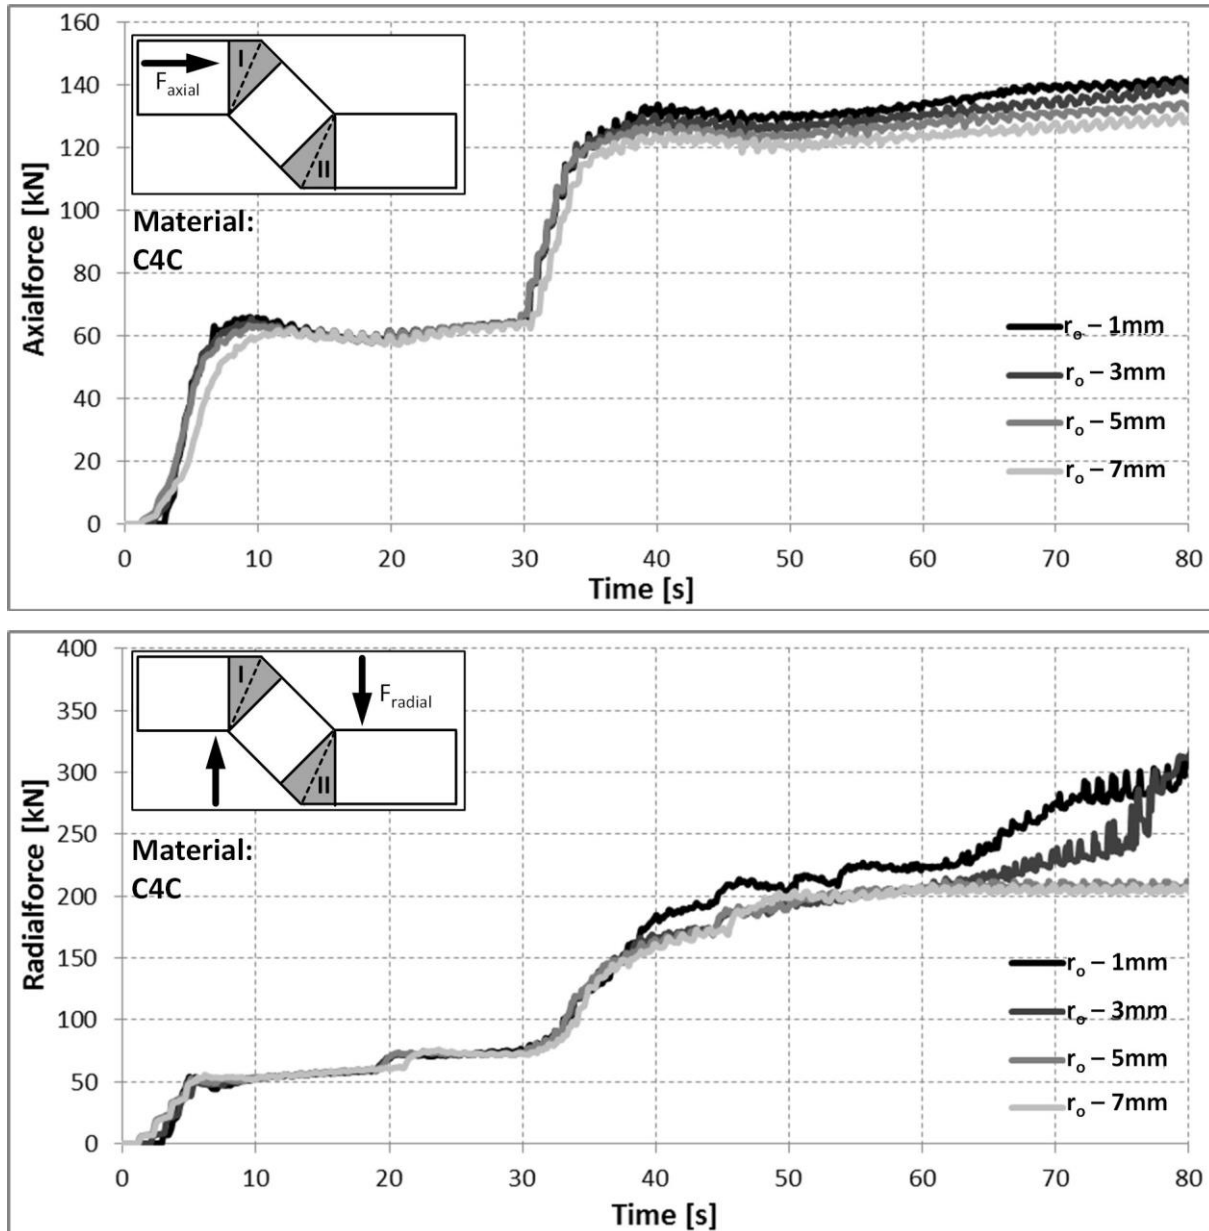 160
140
120
100
80
60
40
20
0
Axialforce [kN]
I
F_axial
II
Material:
C4C
r_o – 1mm
r_o – 3mm
r_o – 5mm
r_o – 7mm
0 10 20 30 40 50 60 70 80
Time [s]
400
350
300
250
200
150
100
50
0
Radialforce [kN]
I
F_radial
II
Material:
C4C
r_o – 1mm
r_o – 3mm
r_o – 5mm
r_o – 7mm
0 10 20 30 40 50 60 70 80
Time [s]